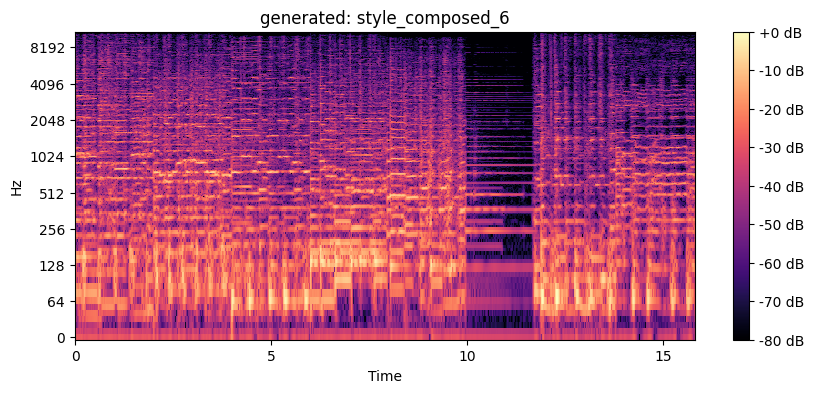 generated: style_composed_6
Hz
8192
4096
2048
1024
512
256
128
64
0
0
5
10
15
Time
+0 dB
-10 dB
-20 dB
-30 dB
-40 dB
-50 dB
-60 dB
-70 dB
-80 dB